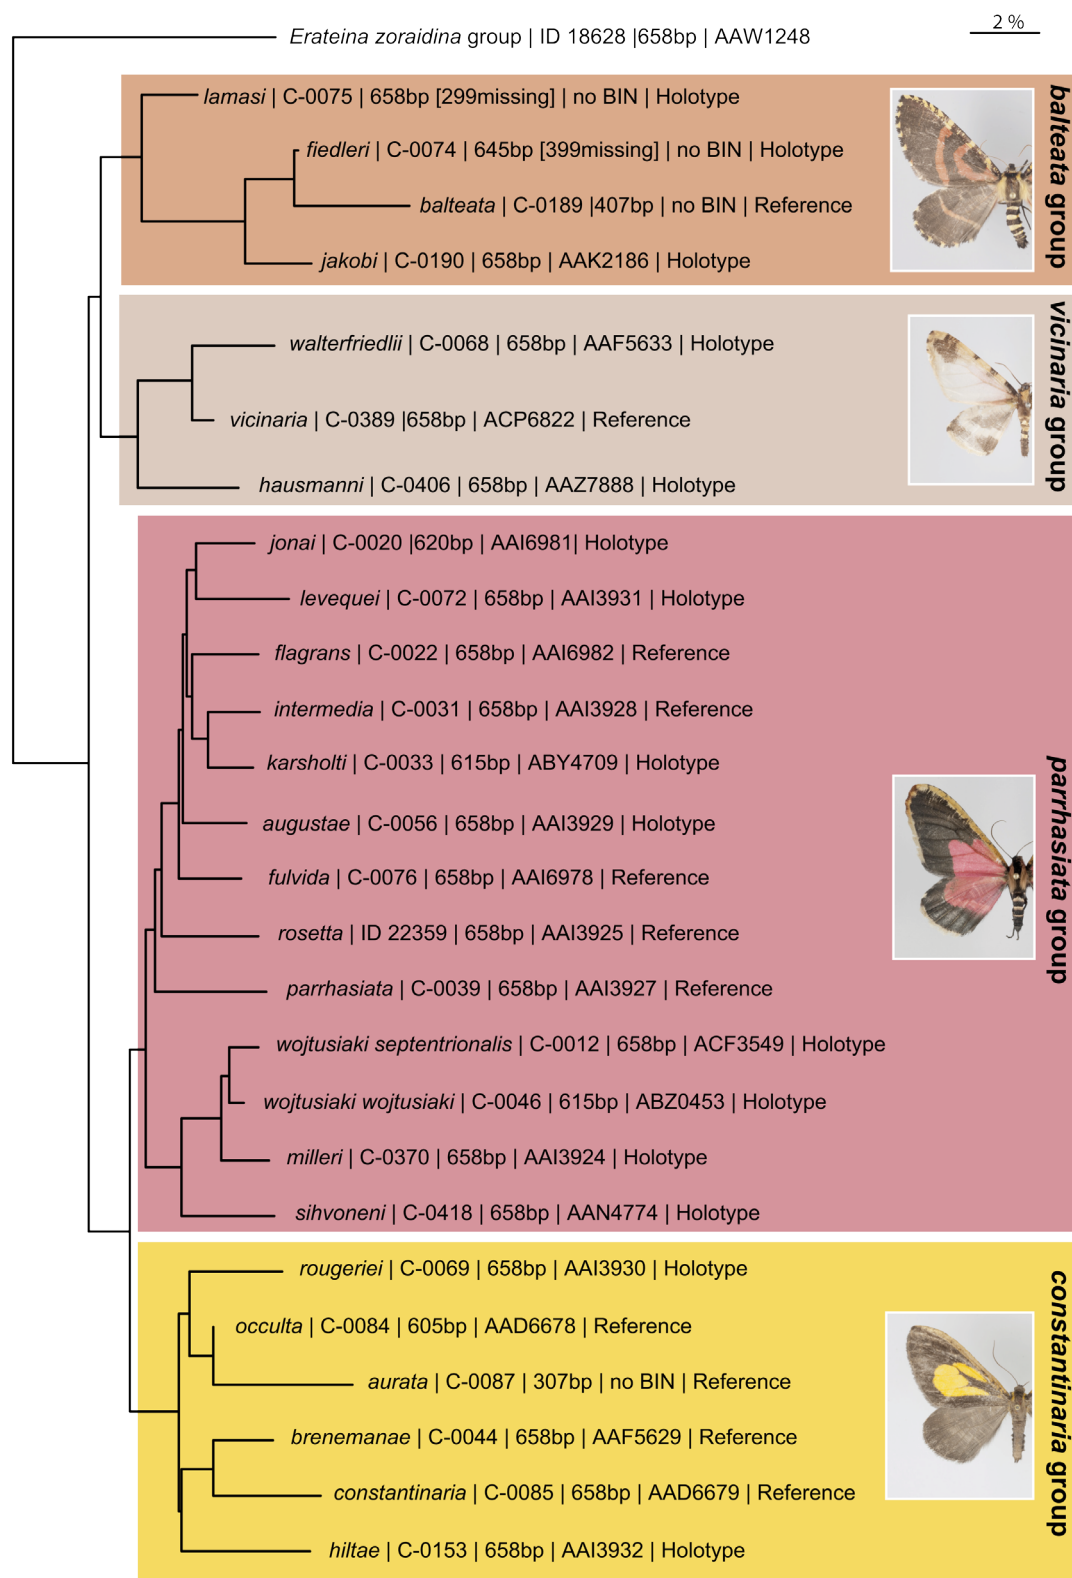 Erateina zoraidina group | ID 18628 |658bp | AAW1248
2 %
lamasi | C-0075 | 658bp [299missing] | no BIN | Holotype
fiedleri | C-0074 | 645bp [399missing] | no BIN | Holotype
balteata | C-0189 |407bp | no BIN | Reference
jakobi | C-0190 | 658bp | AAK2186 | Holotype
balteata group
walterfriedlii | C-0068 | 658bp | AAF5633 | Holotype
vicinaria | C-0389 |658bp | ACP6822 | Reference
hausmanni | C-0406 | 658bp | AAZ7888 | Holotype
vicinaria group
jonai | C-0020 |620bp | AAI6981| Holotype
levequei | C-0072 | 658bp | AAI3931 | Holotype
flagrans | C-0022 | 658bp | AAI6982 | Reference
intermedia | C-0031 | 658bp | AAI3928 | Reference
karsholti | C-0033 | 615bp | ABY4709 | Holotype
augustae | C-0056 | 658bp | AAI3929 | Holotype
fulvida | C-0076 | 658bp | AAI6978 | Reference
rosetta | ID 22359 | 658bp | AAI3925 | Reference
parrhasiata | C-0039 | 658bp | AAI3927 | Reference
wojtusiaki septentrionalis | C-0012 | 658bp | ACF3549 | Holotype
wojtusiaki wojtusiaki | C-0046 | 615bp | ABZ0453 | Holotype
milleri | C-0370 | 658bp | AAI3924 | Holotype
sihvoneni | C-0418 | 658bp | AAN4774 | Holotype
parrhasiata group
rougeriei | C-0069 | 658bp | AAI3930 | Holotype
occulta | C-0084 | 605bp | AAD6678 | Reference
aurata | C-0087 | 307bp | no BIN | Reference
brenemanae | C-0044 | 658bp | AAF5629 | Reference
constantinaria | C-0085 | 658bp | AAD6679 | Reference
hiltae | C-0153 | 658bp | AAI3932 | Holotype
constantinaria group